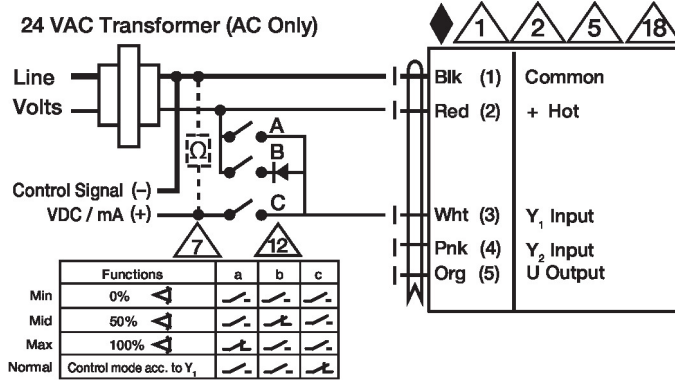 24 VAC Transformer (AC Only)
1 2 5 18
Line
Volts
Blk (1) Common
Red (2) + Hot
A
B
C
Ω
Control Signal (–)
VDC / mA (+)
Wht (3) Y₁ Input
Pnk (4) Y₂ Input
Org (5) U Output
7
12
Functions a b c
Min 0%
Mid 50%
Max 100%
Normal Control mode acc. to Y₁